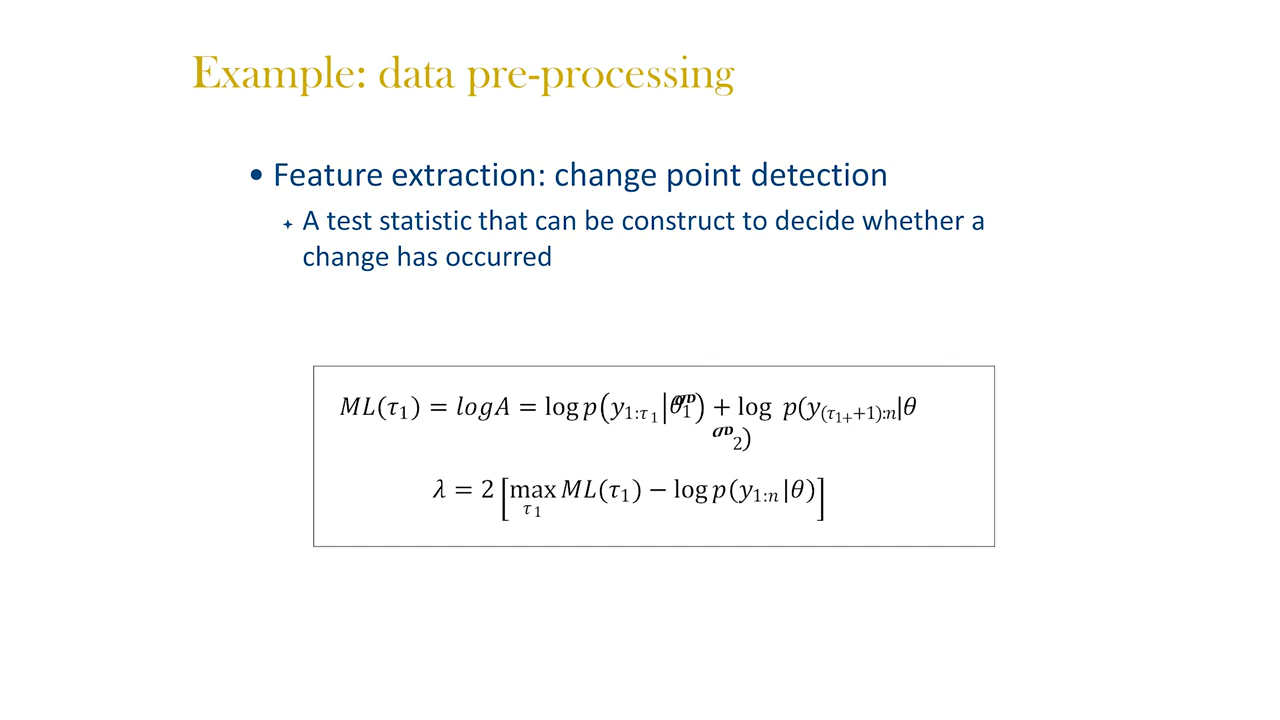 Example: data pre-processing
• Feature extraction: change point detection
A test statistic that can be construct to decide whether a
change has occurred
ML(τ₁) = logA = log p(y₁:τ₁|θ₁) + log p(y(τ₁₊+1):n|θ
₂)
λ = 2 [max ML(τ₁) − log p(y₁:n|θ)]
τ₁